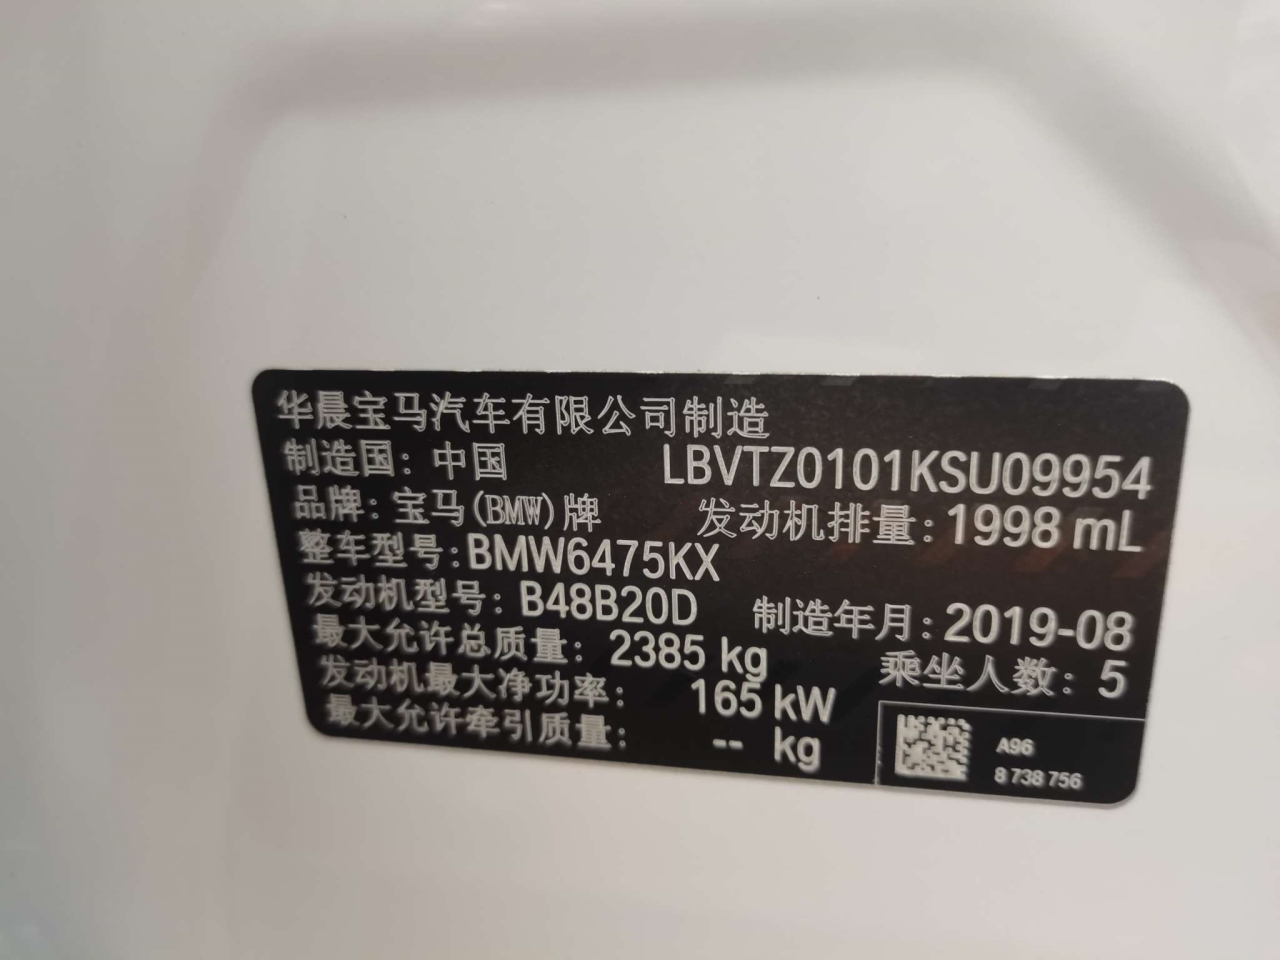 华晨宝马汽车有限公司制造
制造国：中国 LBVTZ0101KSU09954
品牌：宝马(BMW)牌 发动机排量：1998 mL
整车型号：BMW6475KX
发动机型号：B48B20D 制造年月：2019-08
最大允许总质量：2385 kg 乘坐人数：5
发动机最大净功率：165 kW
最大允许牵引质量：-- kg
A96
8 738 756